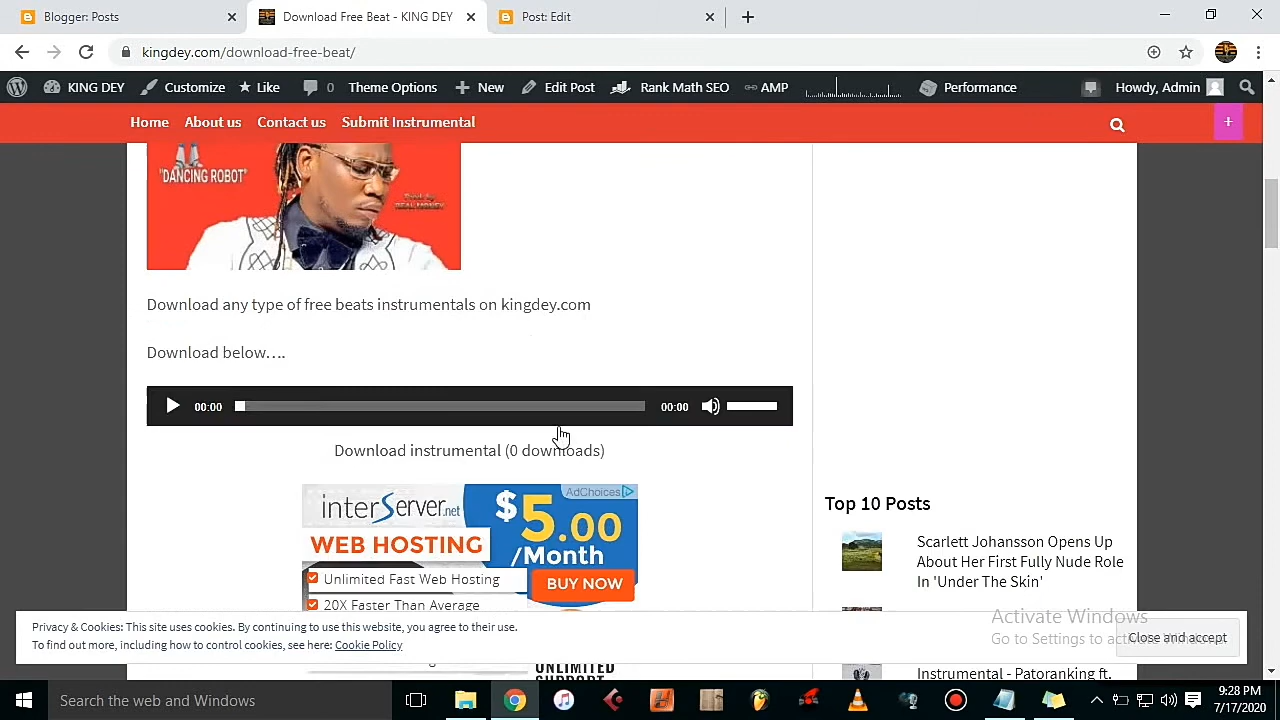 Blogger: Posts
Download Free Beat - KING DEY
Post: Edit
kingdey.com/download-free-beat/
KING DEY
Customize
Like
0
Theme Options
New
Edit Post
Rank Math SEO
AMP
Performance
Howdy, Admin
Home
About us
Contact us
Submit Instrumental
+
"DANCING ROBOT"
Prod. by
REAL MONEY
Download any type of free beats instrumentals on kingdey.com
Download below....
00:00
00:00
Download instrumental (0 downloads)
interServer.net
AdChoices
$5.00
/Month
WEB HOSTING
BUY NOW
Unlimited Fast Web Hosting
20X Faster Than Average
UNLIMITED
SUPPORT
Top 10 Posts
Scarlett Johansson Opens Up
About Her First Fully Nude Role
In 'Under The Skin'
Instrumental - Patoranking ft.
Privacy & Cookies: This site uses cookies. By continuing to use this website, you agree to their use.
To find out more, including how to control cookies, see here: Cookie Policy
Close and accept
Activate Windows
Go to Settings to activate Windows.
Search the web and Windows
9:28 PM
7/17/2020